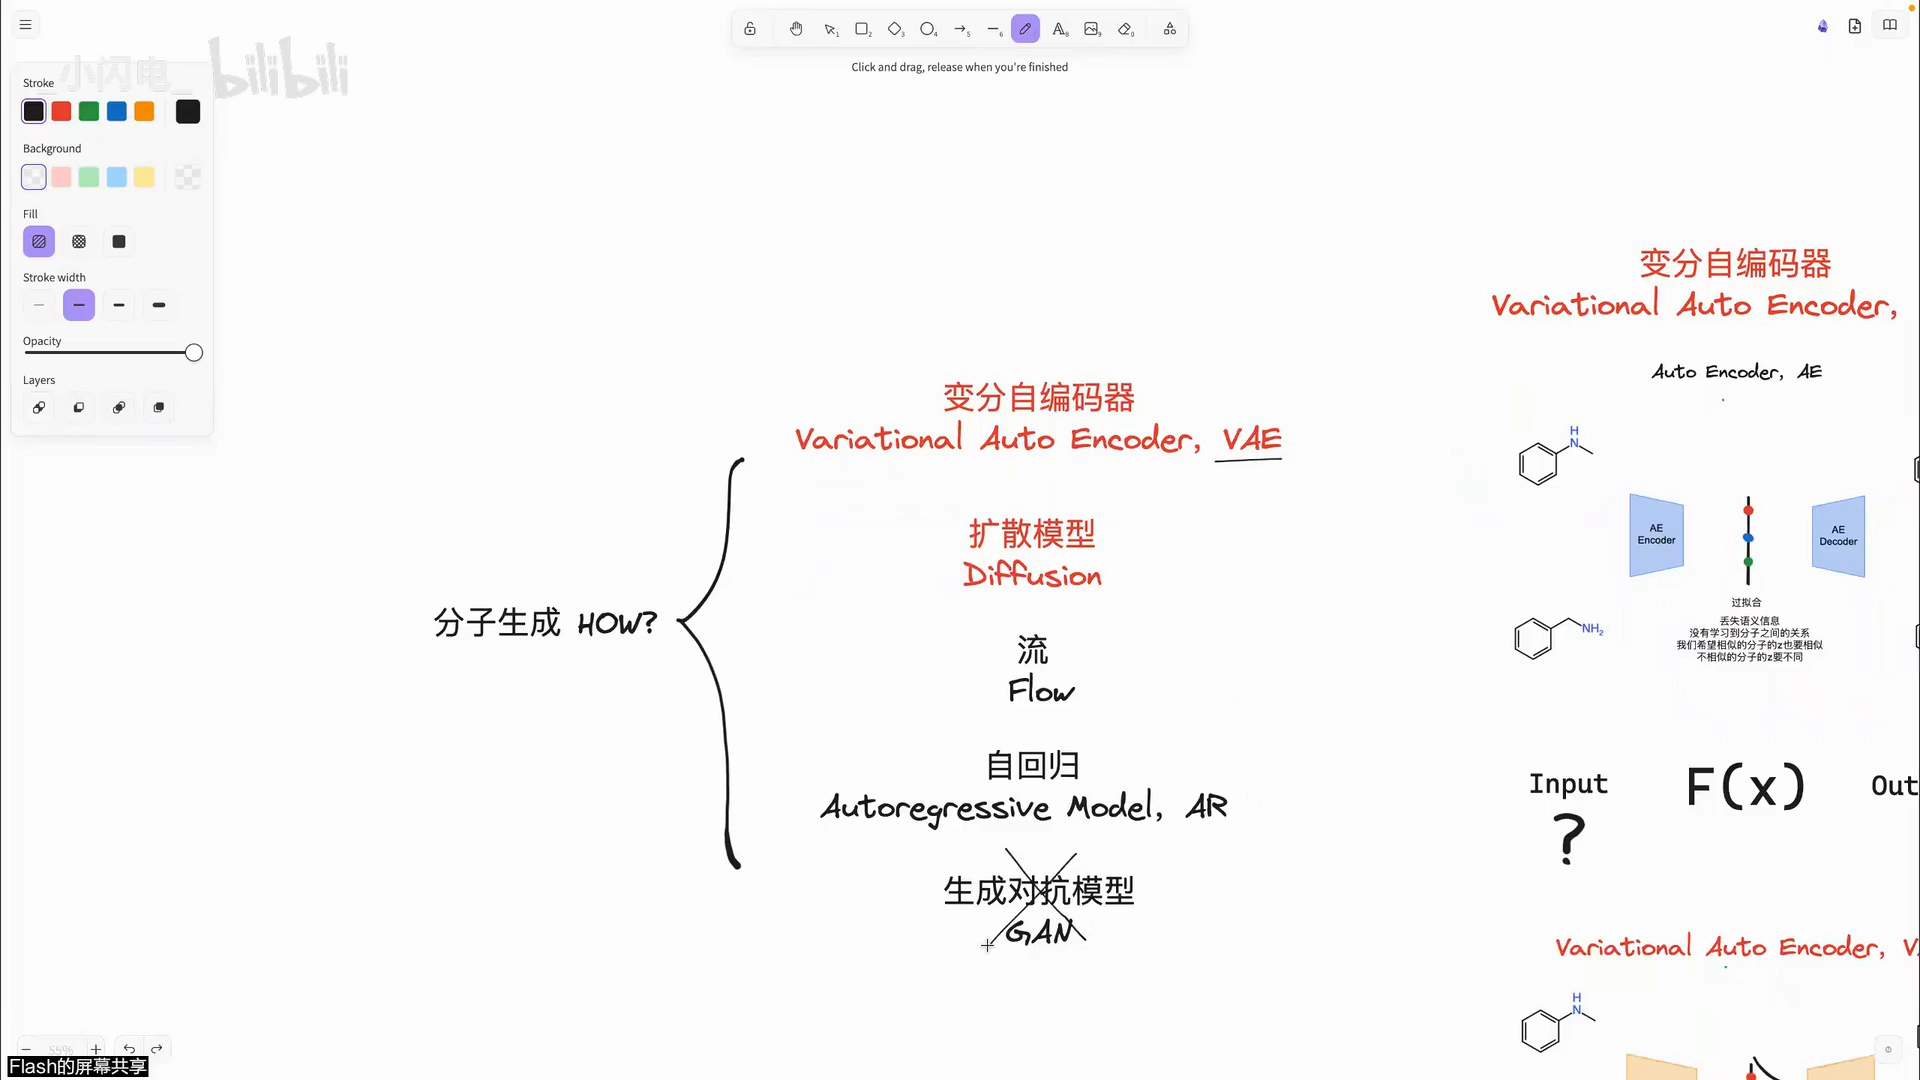 小闪电_ bilibili
Click and drag, release when you're finished
Stroke
Background
Fill
Stroke width
Opacity
Layers
变分自编码器
Variational Auto Encoder, VAE
扩散模型
Diffusion
分子生成 HOW?
流
Flow
自回归
Autoregressive Model, AR
生成对抗模型
GAN
变分自编码器
Variational Auto Encoder,
Auto Encoder, AE
H
N
AE
Encoder
AE
Decoder
过拟合
丢失语义信息
没有学习到分子之间的关系
我们希望相似的分子的z也要相似
不相似的分子的z要不同
NH₂
Input
F(x)
Out
?
Variational Auto Encoder, V
H
N
55%
Flash的屏幕共享